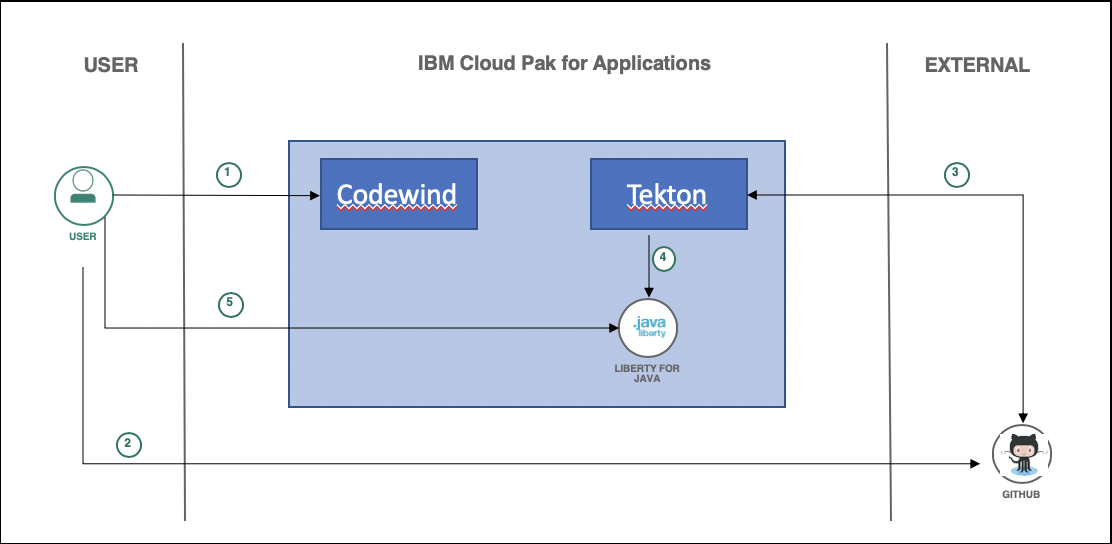 USER
IBM Cloud Pak for Applications
EXTERNAL
1
3
Codewind
Tekton
USER
4
5
.java
liberty
LIBERTY FOR
JAVA
2
GITHUB